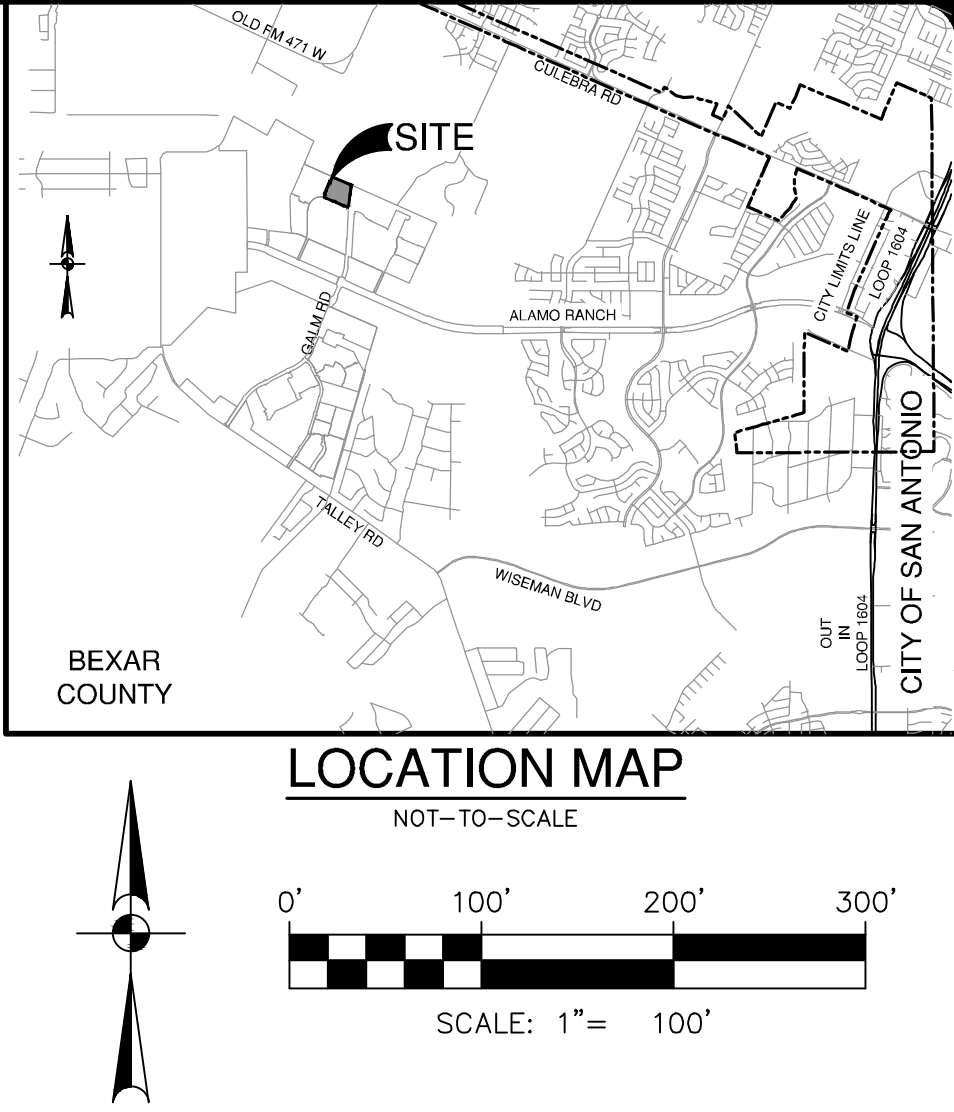 OLD FM 471 W
CULEBRA RD
SITE
CITY LIMITS LINE
LOOP 1604
GALM RD
ALAMO RANCH
TALLEY RD
WISEMAN BLVD
OUT
IN
LOOP 1604
CITY OF SAN ANTONIO
BEXAR
COUNTY
LOCATION MAP
NOT-TO-SCALE
0' 100' 200' 300'
SCALE: 1"= 100'